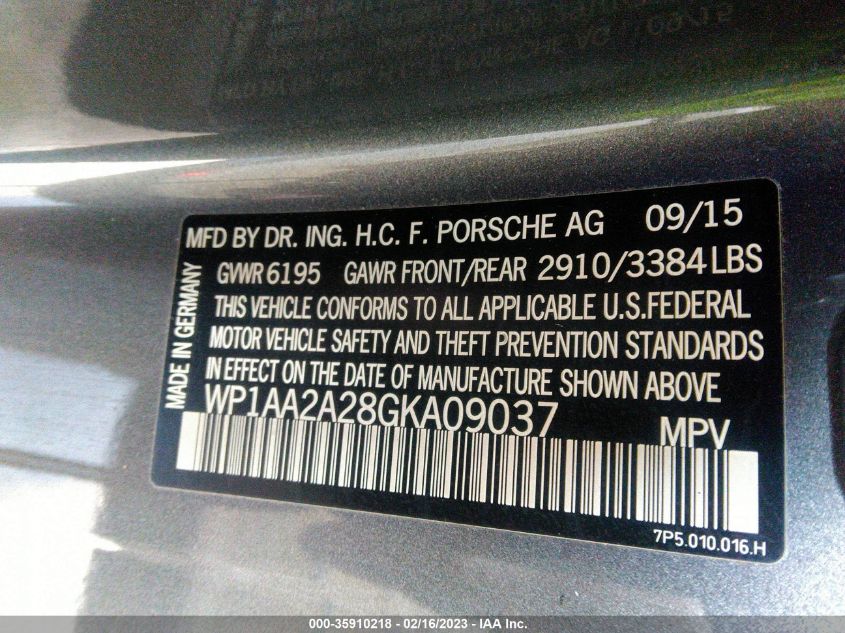 MFD BY DR. ING. H.C. F. PORSCHE AG 09/15
GVWR 6195 GAWR FRONT/REAR 2910/3384 LBS
THIS VEHICLE CONFORMS TO ALL APPLICABLE U.S.FEDERAL
MOTOR VEHICLE SAFETY AND THEFT PREVENTION STANDARDS
IN EFFECT ON THE DATE OF MANUFACTURE SHOWN ABOVE
WP1AA2A28GKA09037 MPV
MADE IN GERMANY
7P5.010.016.H
000-35910218 - 02/16/2023 - IAA Inc.